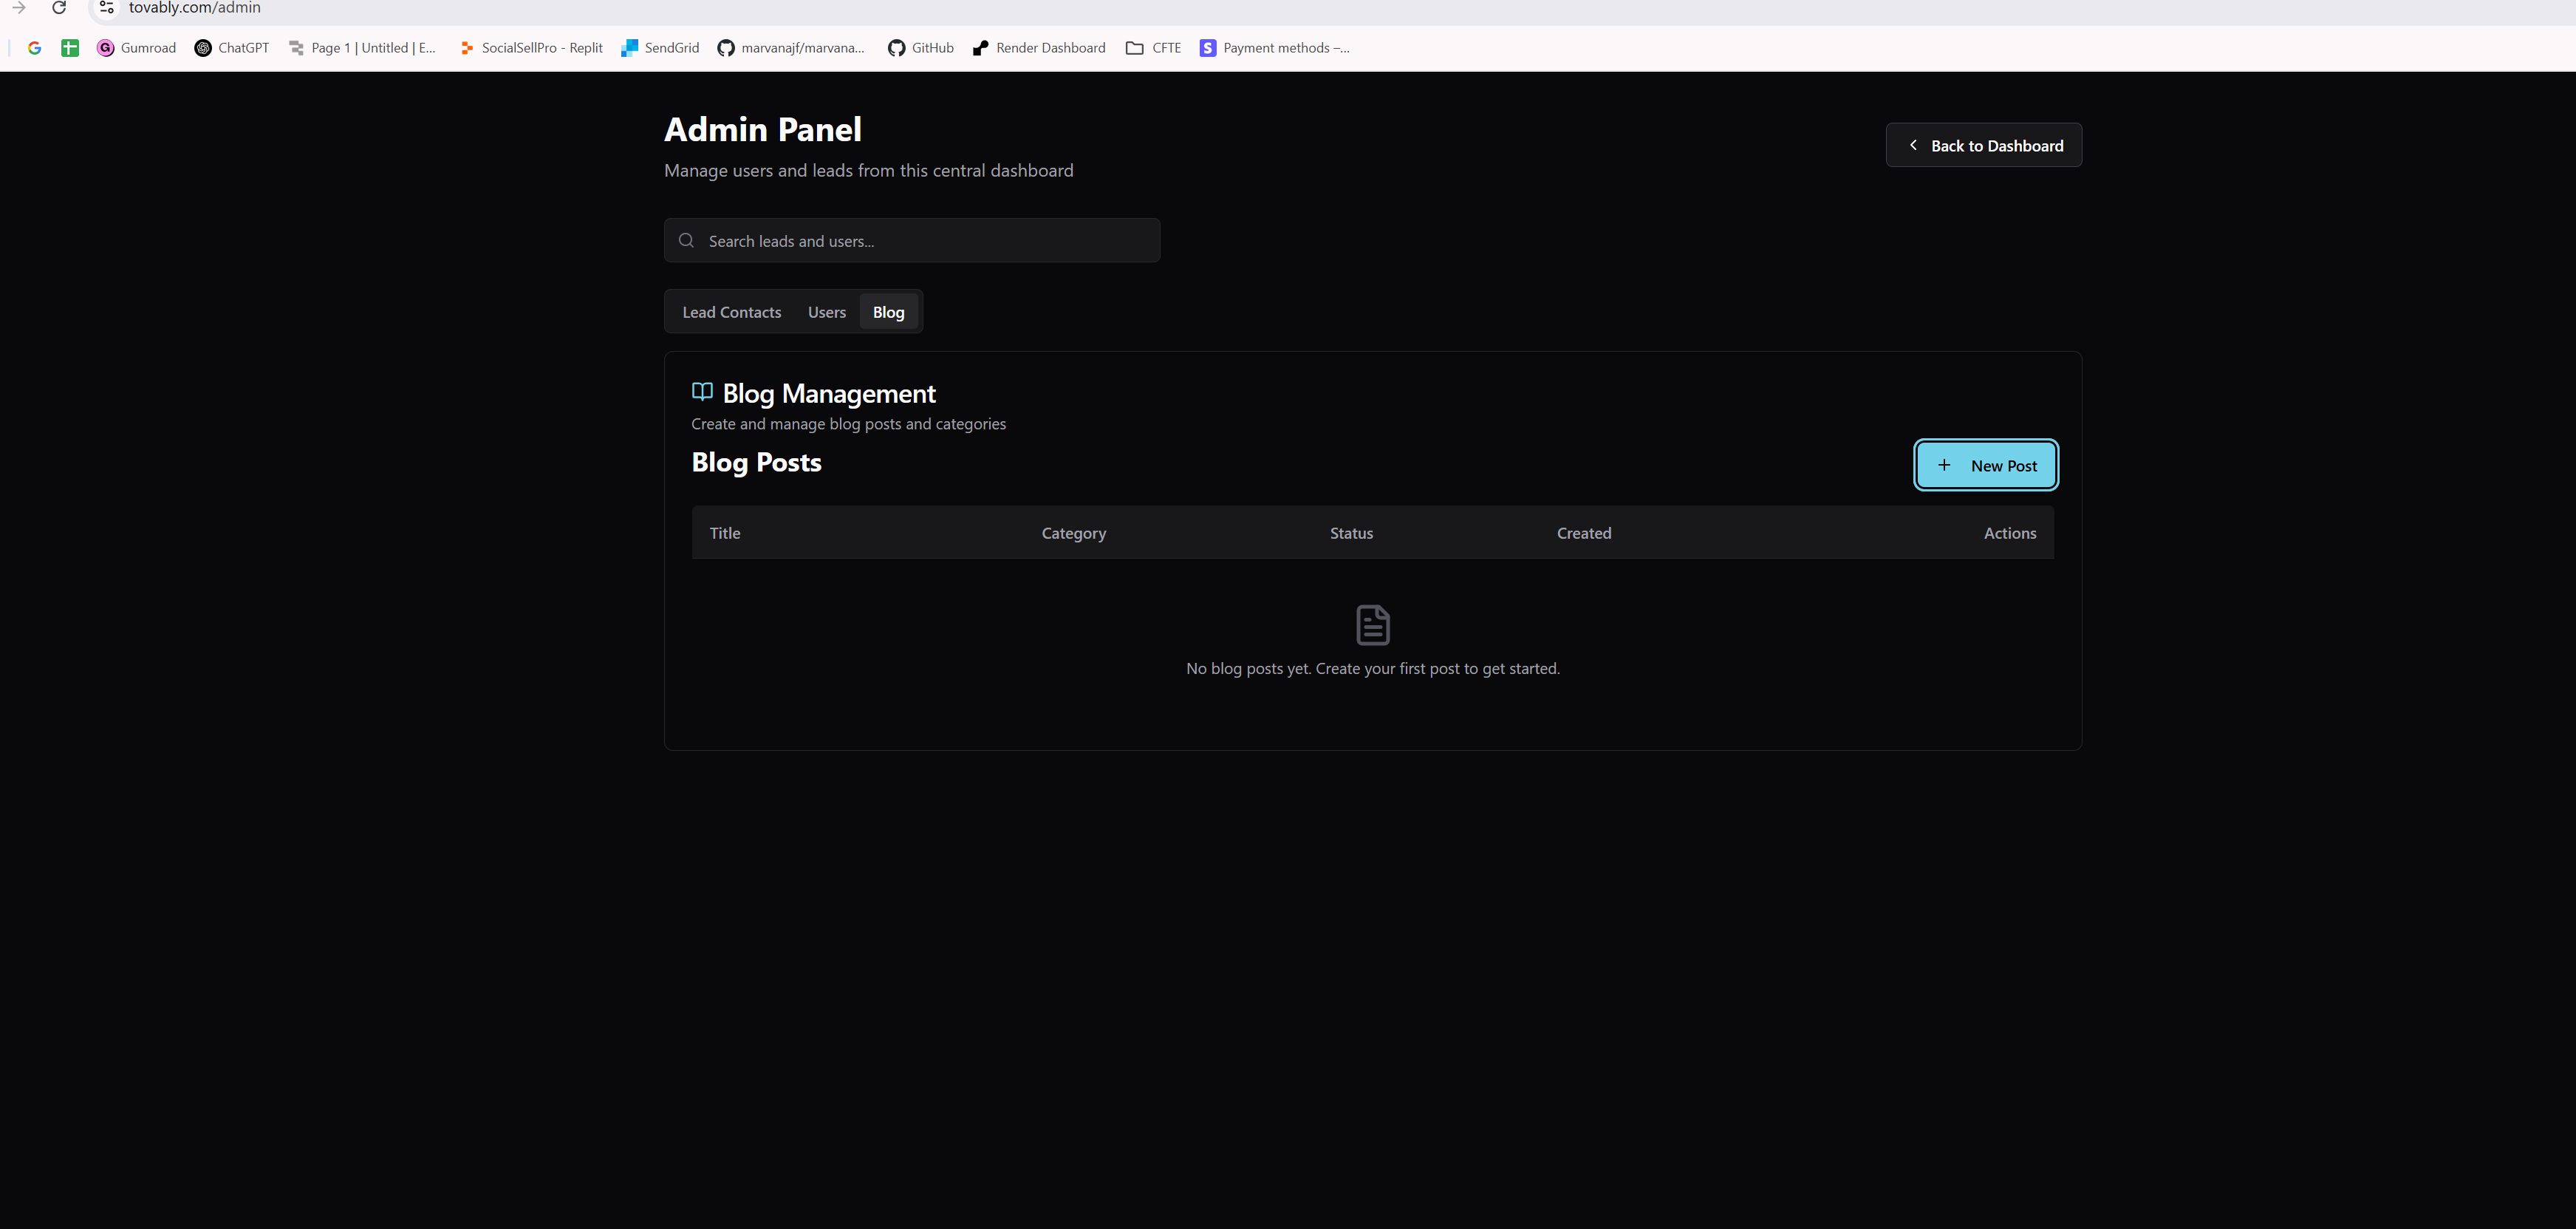 tovably.com/admin
Gumroad ChatGPT Page 1 | Untitled | E... SocialSellPro - Replit SendGrid marvanajf/marvana... GitHub Render Dashboard CFTE Payment methods –...
Admin Panel
Back to Dashboard
Manage users and leads from this central dashboard
Search leads and users...
Lead Contacts Users Blog
Blog Management
Create and manage blog posts and categories
Blog Posts
New Post
Title Category Status Created Actions
No blog posts yet. Create your first post to get started.